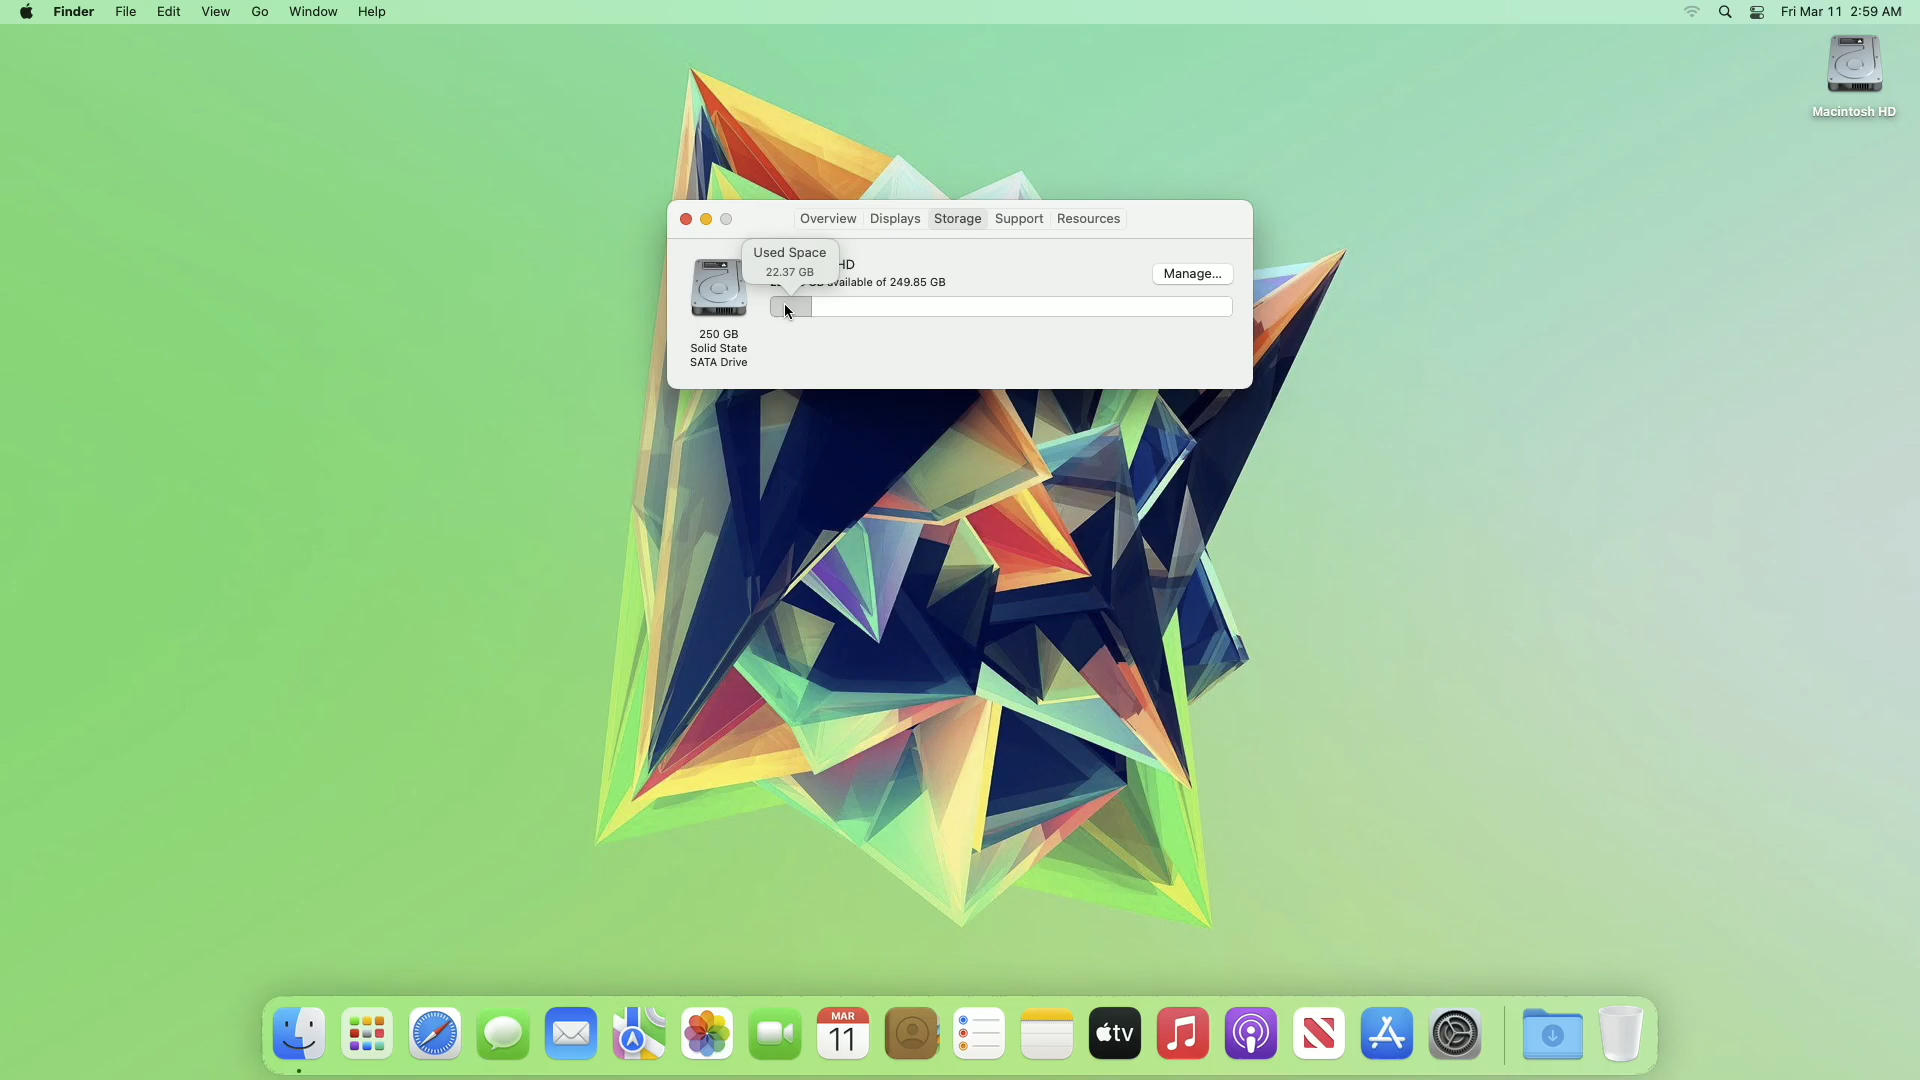 Finder File Edit View Go Window Help
Fri Mar 11 2:59 AM
Macintosh HD
Overview Displays Storage Support Resources
Used Space
22.37 GB
HD
available of 249.85 GB
Manage...
250 GB
Solid State
SATA Drive
MAR
11
tv